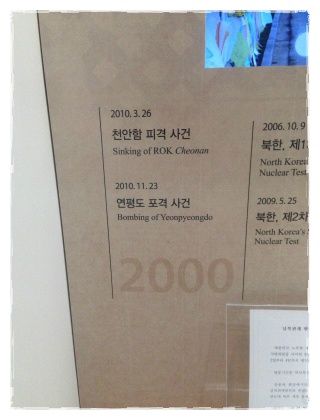 2010. 3. 26
천안함 피격 사건
Sinking of ROK Cheonan
2010. 11. 23
연평도 포격 사건
Bombing of Yeonpyeongdo
2006. 10. 9
북한, 제1
North Korea
Nuclear Test
2009. 5. 25
북한, 제2차
North Korea's
Nuclear Test
2000